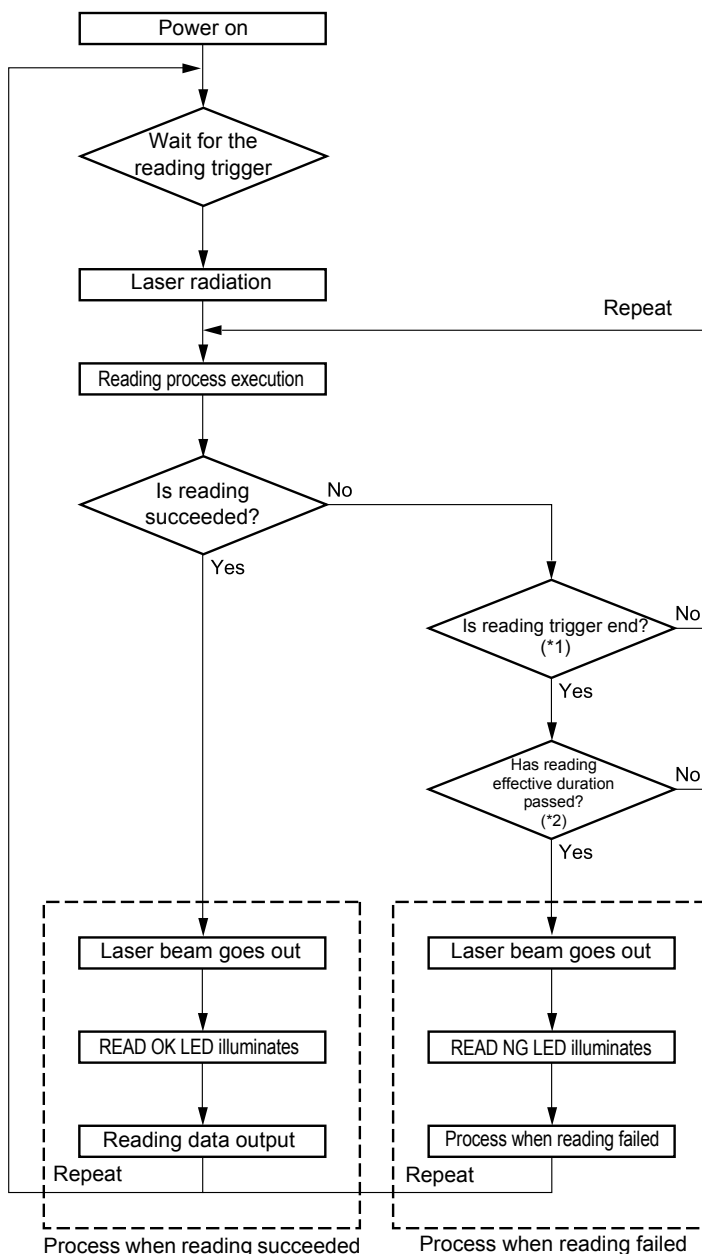 Power on
Wait for the
reading trigger
Laser radiation
Repeat
Reading process execution
Is reading
succeeded?
No
Yes
Is reading trigger end?
(*1)
No
Yes
Has reading
effective duration
passed?
(*2)
No
Yes
Laser beam goes out
READ OK LED illuminates
Reading data output
Repeat
Process when reading succeeded
Laser beam goes out
READ NG LED illuminates
Process when reading failed
Repeat
Process when reading failed